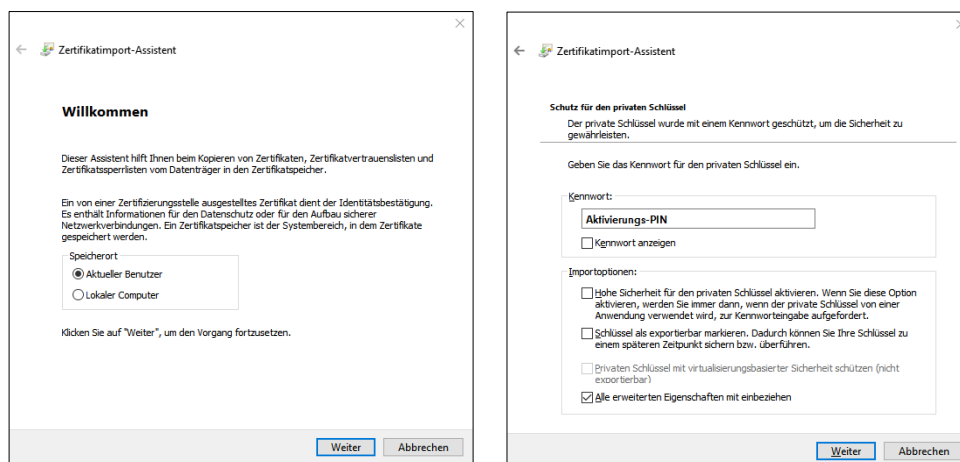 Zertifikatimport-Assistent
Willkommen
Dieser Assistent hilft Ihnen beim Kopieren von Zertifikaten, Zertifikatvertrauenslisten und
Zertifikatssperrlisten vom Datenträger in den Zertifikatspeicher.
Ein von einer Zertifizierungsstelle ausgestelltes Zertifikat dient der Identitätsbestätigung.
Es enthält Informationen für den Datenschutz oder für den Aufbau sicherer
Netzwerkverbindungen. Ein Zertifikatspeicher ist der Systembereich, in dem Zertifikate
gespeichert werden.
Speicherort
Aktueller Benutzer
Lokaler Computer
Klicken Sie auf "Weiter", um den Vorgang fortzusetzen.
Weiter
Abbrechen
Zertifikatimport-Assistent
Schutz für den privaten Schlüssel
Der private Schlüssel wurde mit einem Kennwort geschützt, um die Sicherheit zu
gewährleisten.
Geben Sie das Kennwort für den privaten Schlüssel ein.
Kennwort:
Aktivierungs-PIN
Kennwort anzeigen
Importoptionen:
Hohe Sicherheit für den privaten Schlüssel aktivieren. Wenn Sie diese Option
aktivieren, werden Sie immer dann, wenn der private Schlüssel von einer
Anwendung verwendet wird, zur Kennworteingabe aufgefordert.
Schlüssel als exportierbar markieren. Dadurch können Sie Ihre Schlüssel zu
einem späteren Zeitpunkt sichern bzw. überführen.
Privaten Schlüssel mit virtualisierungsbasierter Sicherheit schützen (nicht
exportierbar)
Alle erweiterten Eigenschaften mit einbeziehen
Weiter
Abbrechen